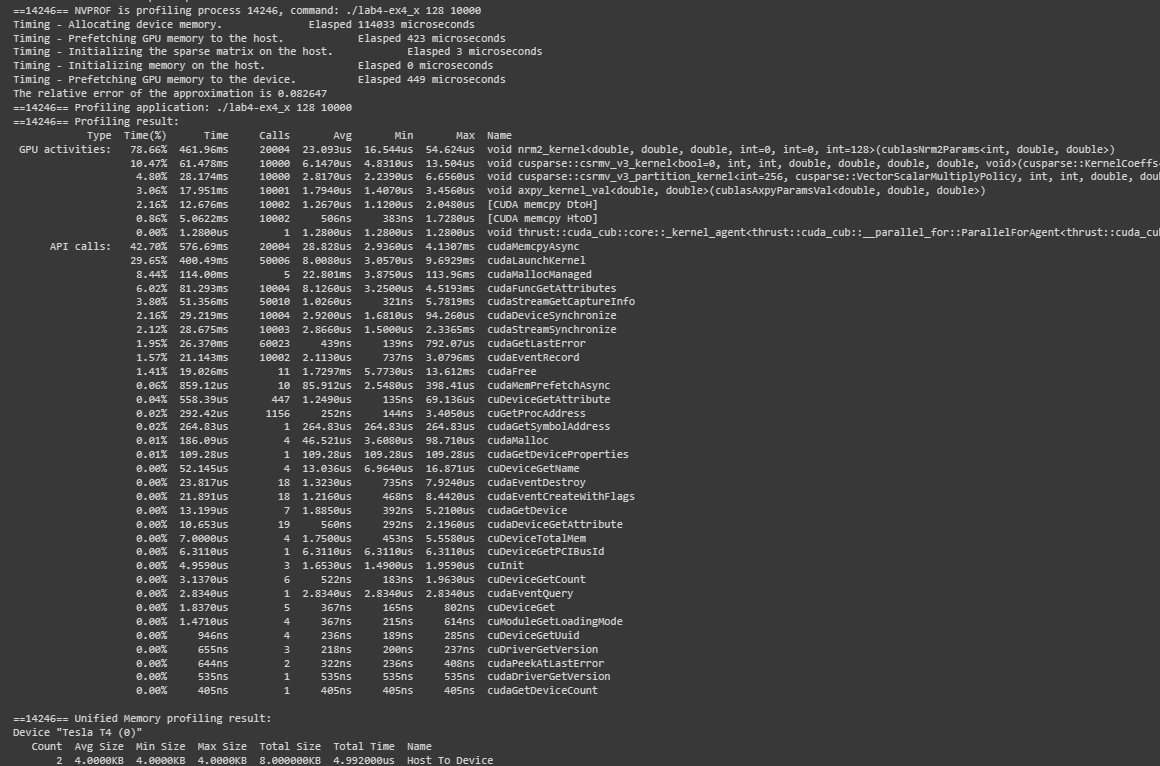 ==14246== NVPROF is profiling process 14246, command: ./lab4-ex4_x 128 10000
Timing - Allocating device memory. Elasped 114033 microseconds
Timing - Prefetching GPU memory to the host. Elasped 423 microseconds
Timing - Initializing the sparse matrix on the host. Elasped 3 microseconds
Timing - Initializing memory on the host. Elasped 0 microseconds
Timing - Prefetching GPU memory to the device. Elasped 449 microseconds
The relative error of the approximation is 0.082647
==14246== Profiling application: ./lab4-ex4_x 128 10000
==14246== Profiling result:
Type Time(%) Time Calls Avg Min Max Name
GPU activities: 78.66% 461.96ms 20004 23.093us 16.544us 54.624us void nrm2_kernel<double, double, double, int=0, int=0, int=128>(cublasNrm2Params<int, double, double>)
10.47% 61.478ms 10000 6.1470us 4.8310us 13.504us void cusparse::csrmv_v3_kernel<bool=0, int, int, double, double, double, double, void>(cusparse::KernelCoeffs
4.80% 28.174ms 10000 2.8170us 2.2390us 6.6560us void cusparse::csrmv_v3_partition_kernel<int=256, cusparse::VectorScalarMultiplyPolicy, int, int, double, dou
3.06% 17.951ms 10001 1.7940us 1.4070us 3.4560us void axpy_kernel_val<double, double>(cublasAxpyParamsVal<double, double, double>)
2.16% 12.676ms 10002 1.2670us 1.1200us 2.0480us [CUDA memcpy DtoH]
0.86% 5.0622ms 10002 506ns 383ns 1.7280us [CUDA memcpy HtoD]
0.00% 1.2800us 1 1.2800us 1.2800us 1.2800us void thrust::cuda_cub::core::_kernel_agent<thrust::cuda_cub::__parallel_for::ParallelForAgent<thrust::cuda_cu
API calls: 42.70% 576.69ms 20004 28.828us 2.9360us 4.1307ms cudaMemcpyAsync
29.65% 400.49ms 50006 8.0080us 3.0570us 9.6929ms cudaLaunchKernel
8.44% 114.00ms 5 22.801ms 3.8750us 113.96ms cudaMallocManaged
6.02% 81.293ms 10004 8.1260us 3.2500us 4.5193ms cudaFuncGetAttributes
3.80% 51.356ms 50010 1.0260us 321ns 5.7819ms cudaStreamGetCaptureInfo
2.16% 29.219ms 10004 2.9200us 1.6810us 94.260us cudaDeviceSynchronize
2.12% 28.675ms 10003 2.8660us 1.5000us 2.3365ms cudaStreamSynchronize
1.95% 26.370ms 60023 439ns 139ns 792.07us cudaGetLastError
1.57% 21.143ms 10002 2.1130us 737ns 3.0796ms cudaEventRecord
1.41% 19.026ms 11 1.7297ms 5.7730us 13.612ms cudaFree
0.06% 859.12us 10 85.912us 2.5480us 398.41us cudaMemPrefetchAsync
0.04% 558.39us 447 1.2490us 135ns 69.136us cuDeviceGetAttribute
0.02% 292.42us 1156 252ns 144ns 3.4050us cuGetProcAddress
0.02% 264.83us 1 264.83us 264.83us 264.83us cudaGetSymbolAddress
0.01% 186.09us 4 46.521us 3.6080us 98.710us cudaMalloc
0.01% 109.28us 1 109.28us 109.28us 109.28us cudaGetDeviceProperties
0.00% 52.145us 4 13.036us 6.9640us 16.871us cuDeviceGetName
0.00% 23.817us 18 1.3230us 735ns 7.9240us cudaEventDestroy
0.00% 21.891us 18 1.2160us 468ns 8.4420us cudaEventCreateWithFlags
0.00% 13.199us 7 1.8850us 392ns 5.2100us cudaGetDevice
0.00% 10.653us 19 560ns 292ns 2.1960us cudaDeviceGetAttribute
0.00% 7.0000us 4 1.7500us 453ns 5.5580us cuDeviceTotalMem
0.00% 6.3110us 1 6.3110us 6.3110us 6.3110us cuDeviceGetPCIBusId
0.00% 4.9590us 3 1.6530us 1.4900us 1.9590us cuInit
0.00% 3.1370us 6 522ns 183ns 1.9630us cuDeviceGetCount
0.00% 2.8340us 1 2.8340us 2.8340us 2.8340us cudaEventQuery
0.00% 1.8370us 5 367ns 165ns 802ns cuDeviceGet
0.00% 1.4710us 4 367ns 215ns 614ns cuModuleGetLoadingMode
0.00% 946ns 4 236ns 189ns 285ns cuDeviceGetUuid
0.00% 655ns 3 218ns 200ns 237ns cuDriverGetVersion
0.00% 644ns 2 322ns 236ns 408ns cudaPeekAtLastError
0.00% 535ns 1 535ns 535ns 535ns cudaDriverGetVersion
0.00% 405ns 1 405ns 405ns 405ns cudaGetDeviceCount
==14246== Unified Memory profiling result:
Device "Tesla T4 (0)"
Count Avg Size Min Size Max Size Total Size Total Time Name
2 4.0000KB 4.0000KB 4.0000KB 8.000000KB 4.992000us Host To Device